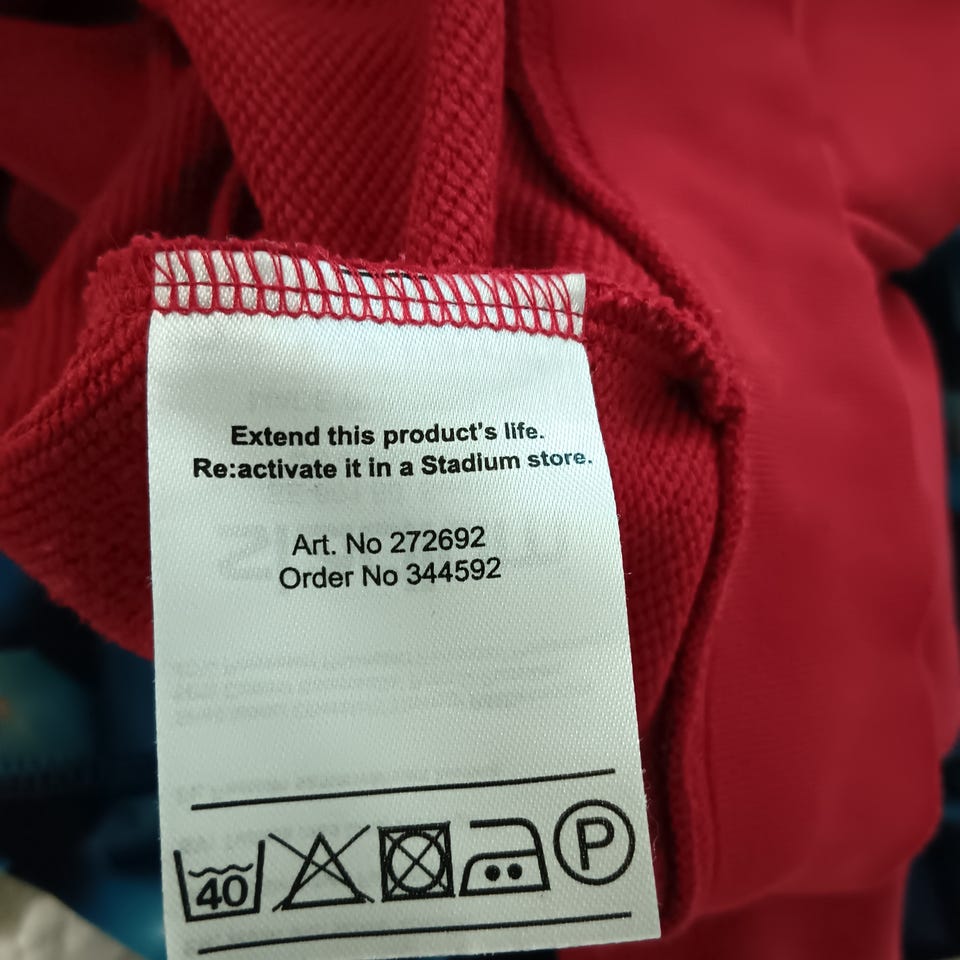 Extend this product's life.
Re:activate it in a Stadium store.
Art. No 272692
Order No 344592
40 P